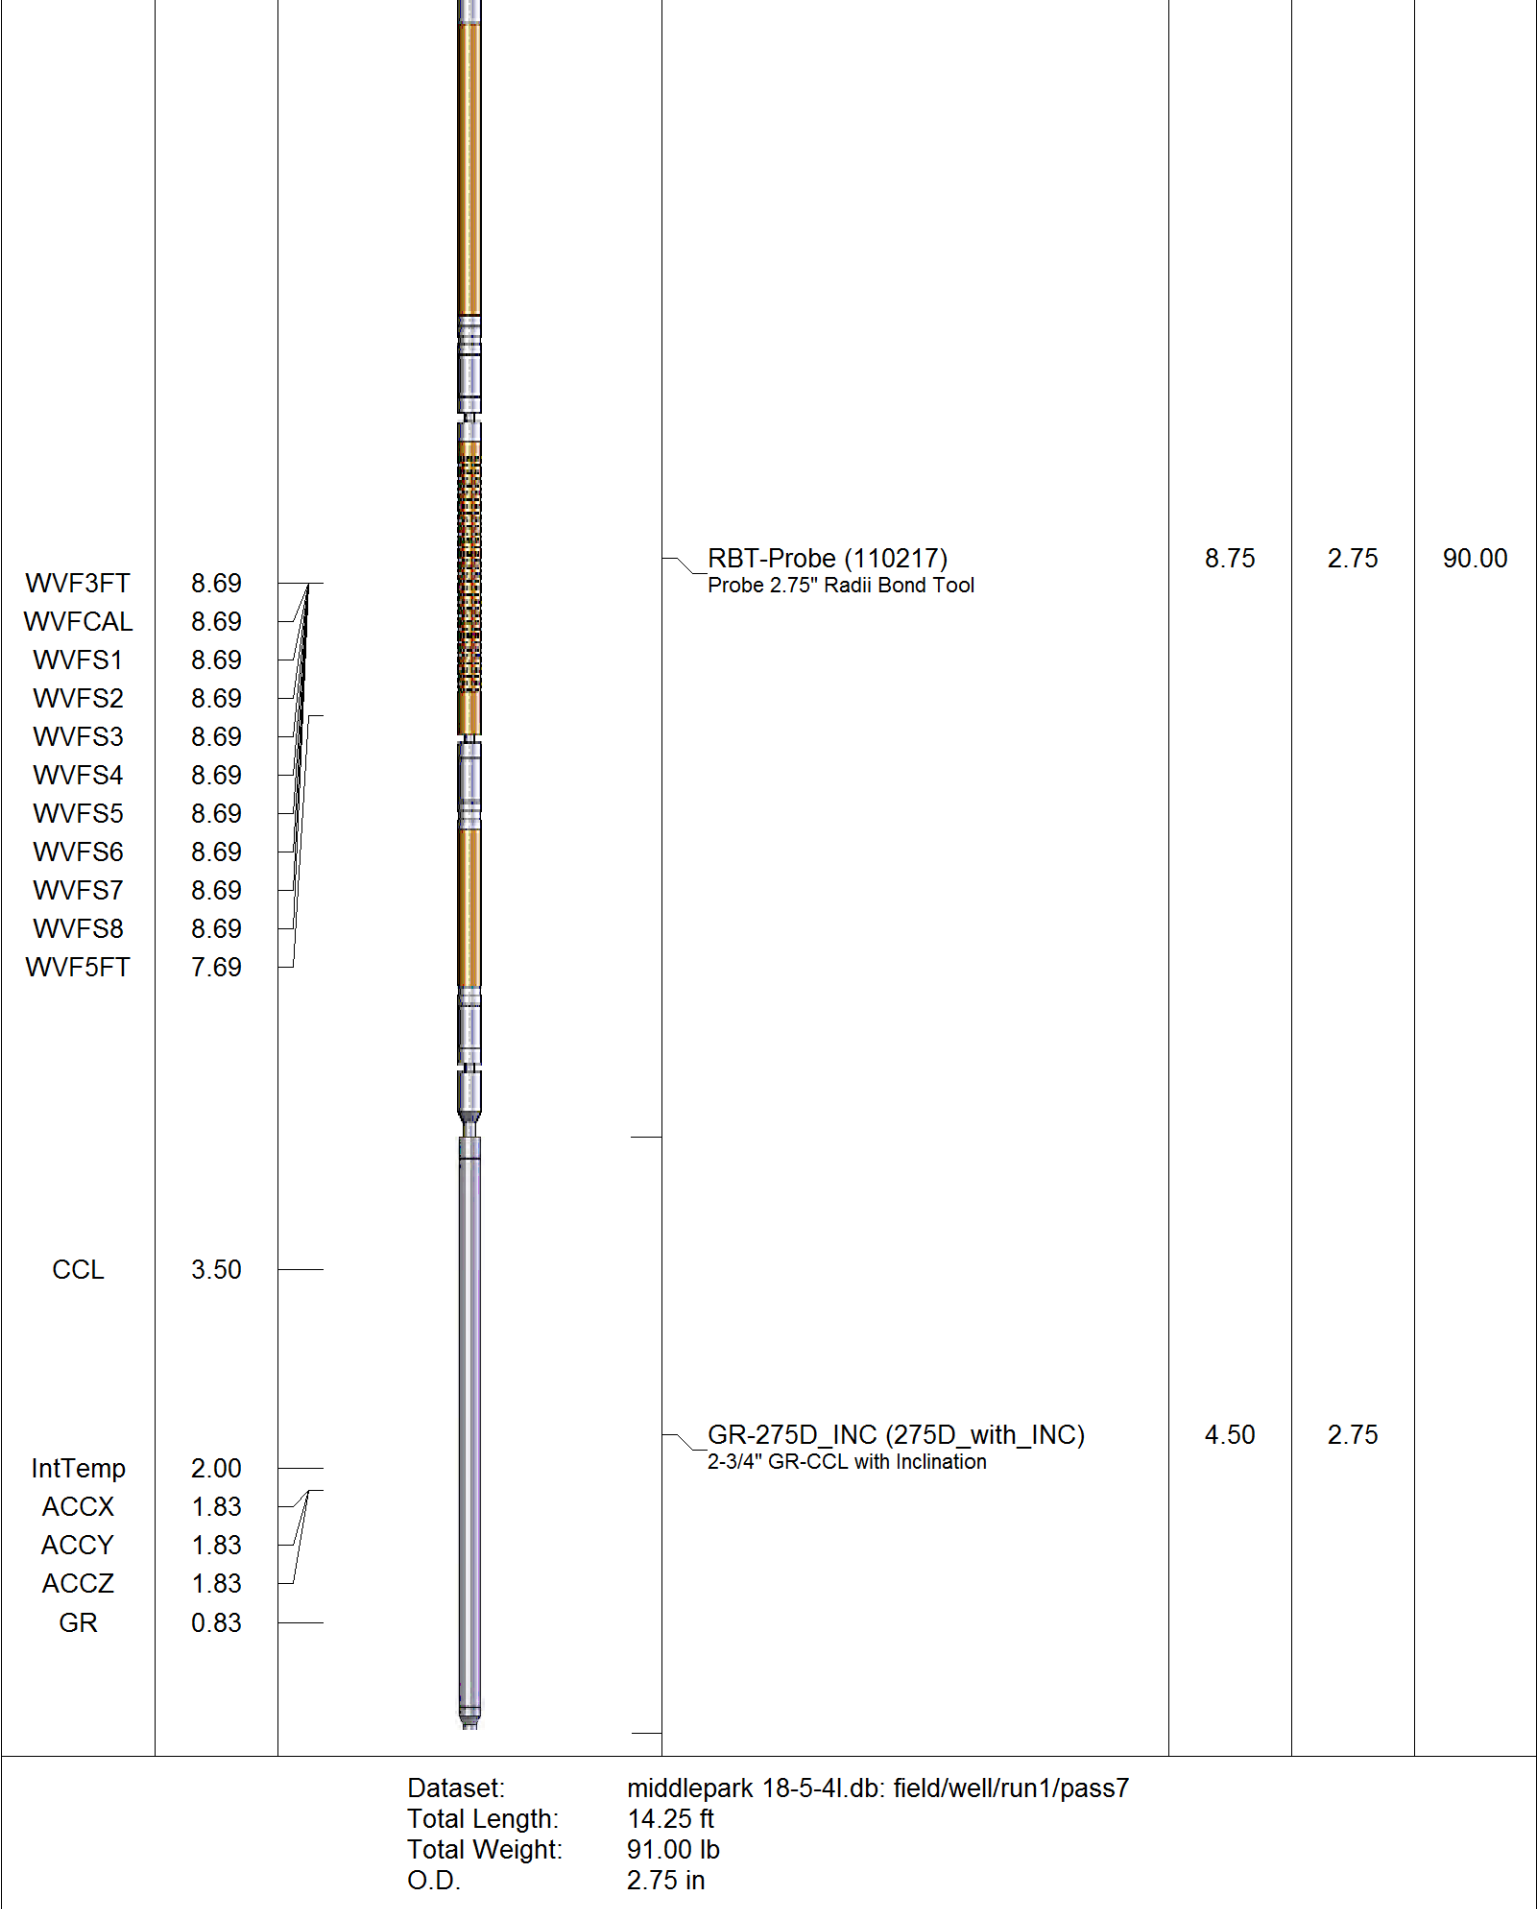 RBT-Probe (110217) 8.75 2.75 90.00
Probe 2.75" Radii Bond Tool
WVF3FT 8.69
WVFCAL 8.69
WVFS1 8.69
WVFS2 8.69
WVFS3 8.69
WVFS4 8.69
WVFS5 8.69
WVFS6 8.69
WVFS7 8.69
WVFS8 8.69
WVF5FT 7.69
CCL 3.50
GR-275D_INC (275D_with_INC) 4.50 2.75
2-3/4" GR-CCL with Inclination
IntTemp 2.00
ACCX 1.83
ACCY 1.83
ACCZ 1.83
GR 0.83
Dataset: middlepark 18-5-4l.db: field/well/run1/pass7
Total Length: 14.25 ft
Total Weight: 91.00 lb
O.D. 2.75 in